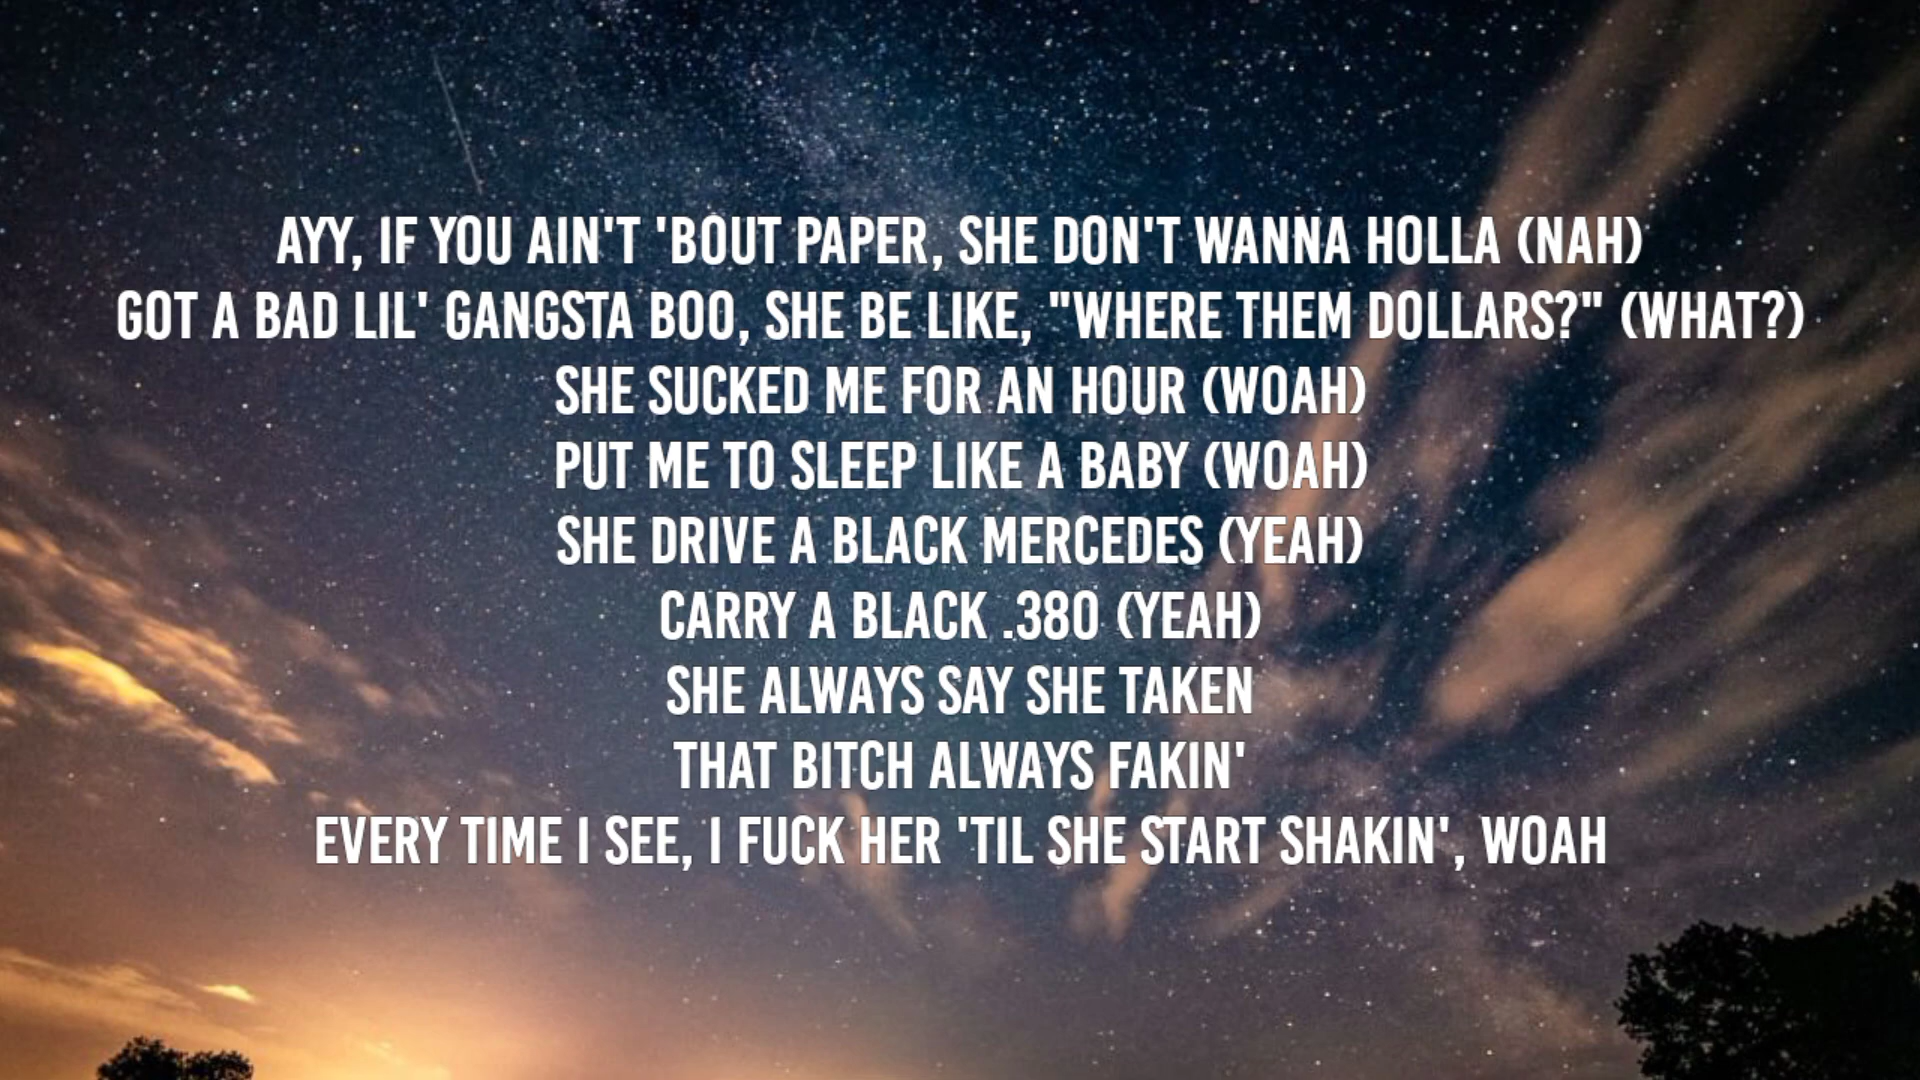 AYY, IF YOU AIN'T 'BOUT PAPER, SHE DON'T WANNA HOLLA (NAH)
GOT A BAD LIL' GANGSTA BOO, SHE BE LIKE, "WHERE THEM DOLLARS?" (WHAT?)
SHE SUCKED ME FOR AN HOUR (WOAH)
PUT ME TO SLEEP LIKE A BABY (WOAH)
SHE DRIVE A BLACK MERCEDES (YEAH)
CARRY A BLACK .380 (YEAH)
SHE ALWAYS SAY SHE TAKEN
THAT BITCH ALWAYS FAKIN'
EVERY TIME I SEE, I FUCK HER 'TIL SHE START SHAKIN', WOAH